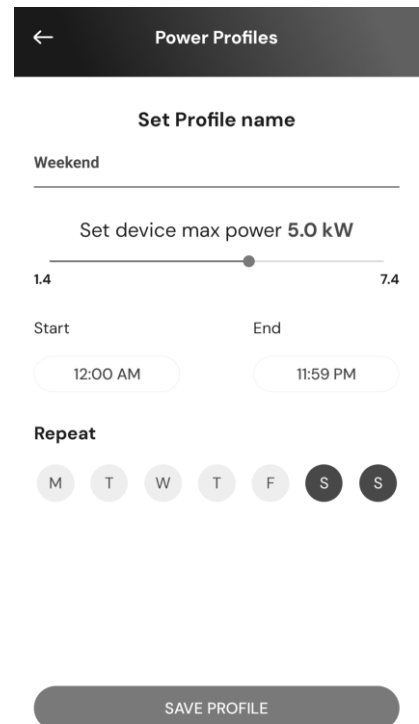 Power Profiles
Set Profile name
Weekend
Set device max power 5.0 kW
1.4 7.4
Start End
12:00 AM 11:59 PM
Repeat
M T W T F S S
SAVE PROFILE